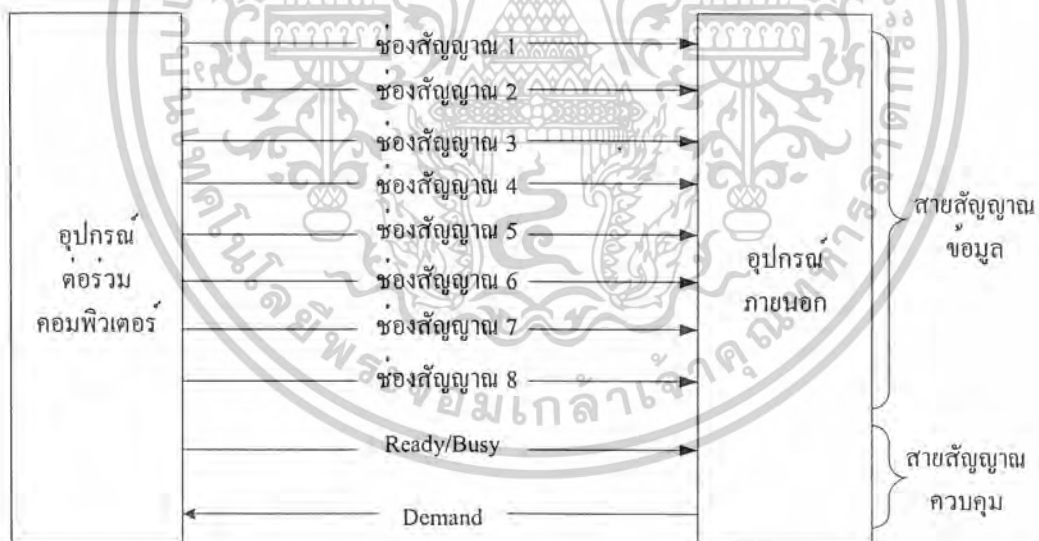 ช่องสัญญาณ 1
ช่องสัญญาณ 2
ช่องสัญญาณ 3
ช่องสัญญาณ 4
ช่องสัญญาณ 5
ช่องสัญญาณ 6
ช่องสัญญาณ 7
ช่องสัญญาณ 8
Ready/Busy
Demand
อุปกรณ์
ต่อร่วม
คอมพิวเตอร์
อุปกรณ์
ภายนอก
สายสัญญาณ
ข้อมูล
สายสัญญาณ
ควบคุม